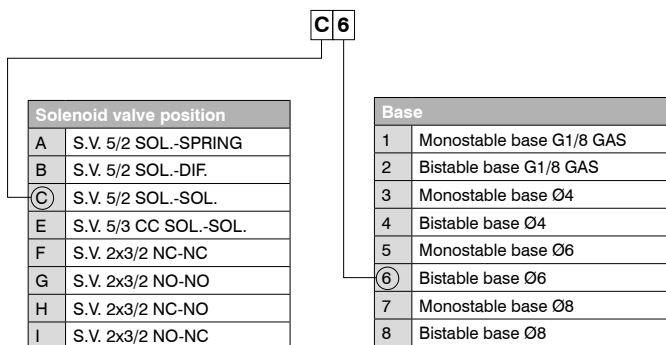 C 6
Solenoid valve position
A S.V. 5/2 SOL.-SPRING
B S.V. 5/2 SOL.-DIF.
C S.V. 5/2 SOL.-SOL.
E S.V. 5/3 CC SOL.-SOL.
F S.V. 2x3/2 NC-NC
G S.V. 2x3/2 NO-NO
H S.V. 2x3/2 NC-NO
I S.V. 2x3/2 NO-NC
Base
1 Monostable base G1/8 GAS
2 Bistable base G1/8 GAS
3 Monostable base Ø4
4 Bistable base Ø4
5 Monostable base Ø6
6 Bistable base Ø6
7 Monostable base Ø8
8 Bistable base Ø8